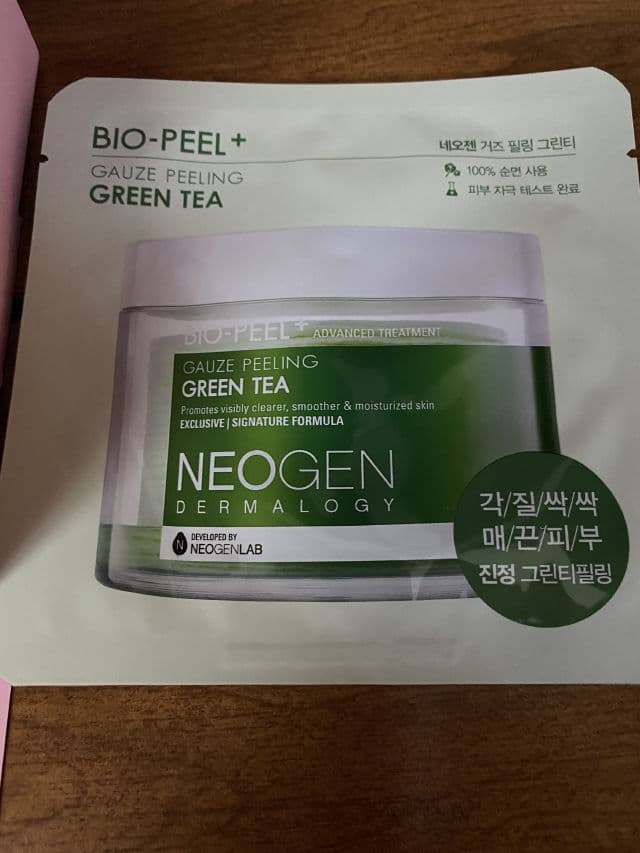 BIO-PEEL+
GAUZE PEELING
GREEN TEA
네오젠 거즈 필링 그린티
100% 순면 사용
피부 자극 테스트 완료
BIO-PEEL+ ADVANCED TREATMENT
GAUZE PEELING
GREEN TEA
Promotes visibly clearer, smoother & moisturized skin
EXCLUSIVE | SIGNATURE FORMULA
NEOGEN
DERMALOGY
N DEVELOPED BY
NEOGENLAB
각/질/싹/싹
매/끈/피/부
진정 그린티필링